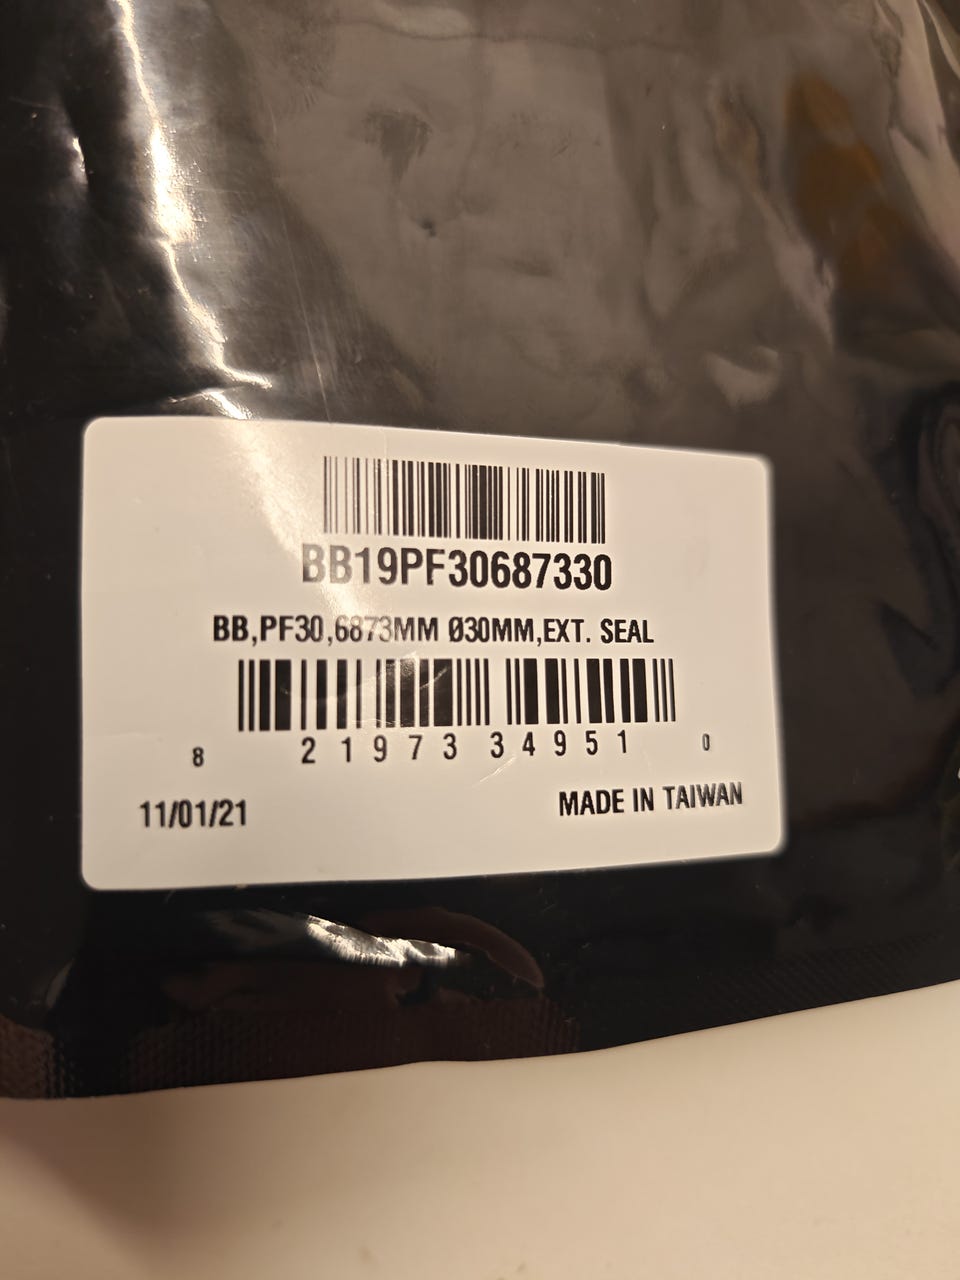 BB19PF30687330
BB,PF30,6873MM Ø30MM,EXT. SEAL
8 21973 34951 0
11/01/21
MADE IN TAIWAN